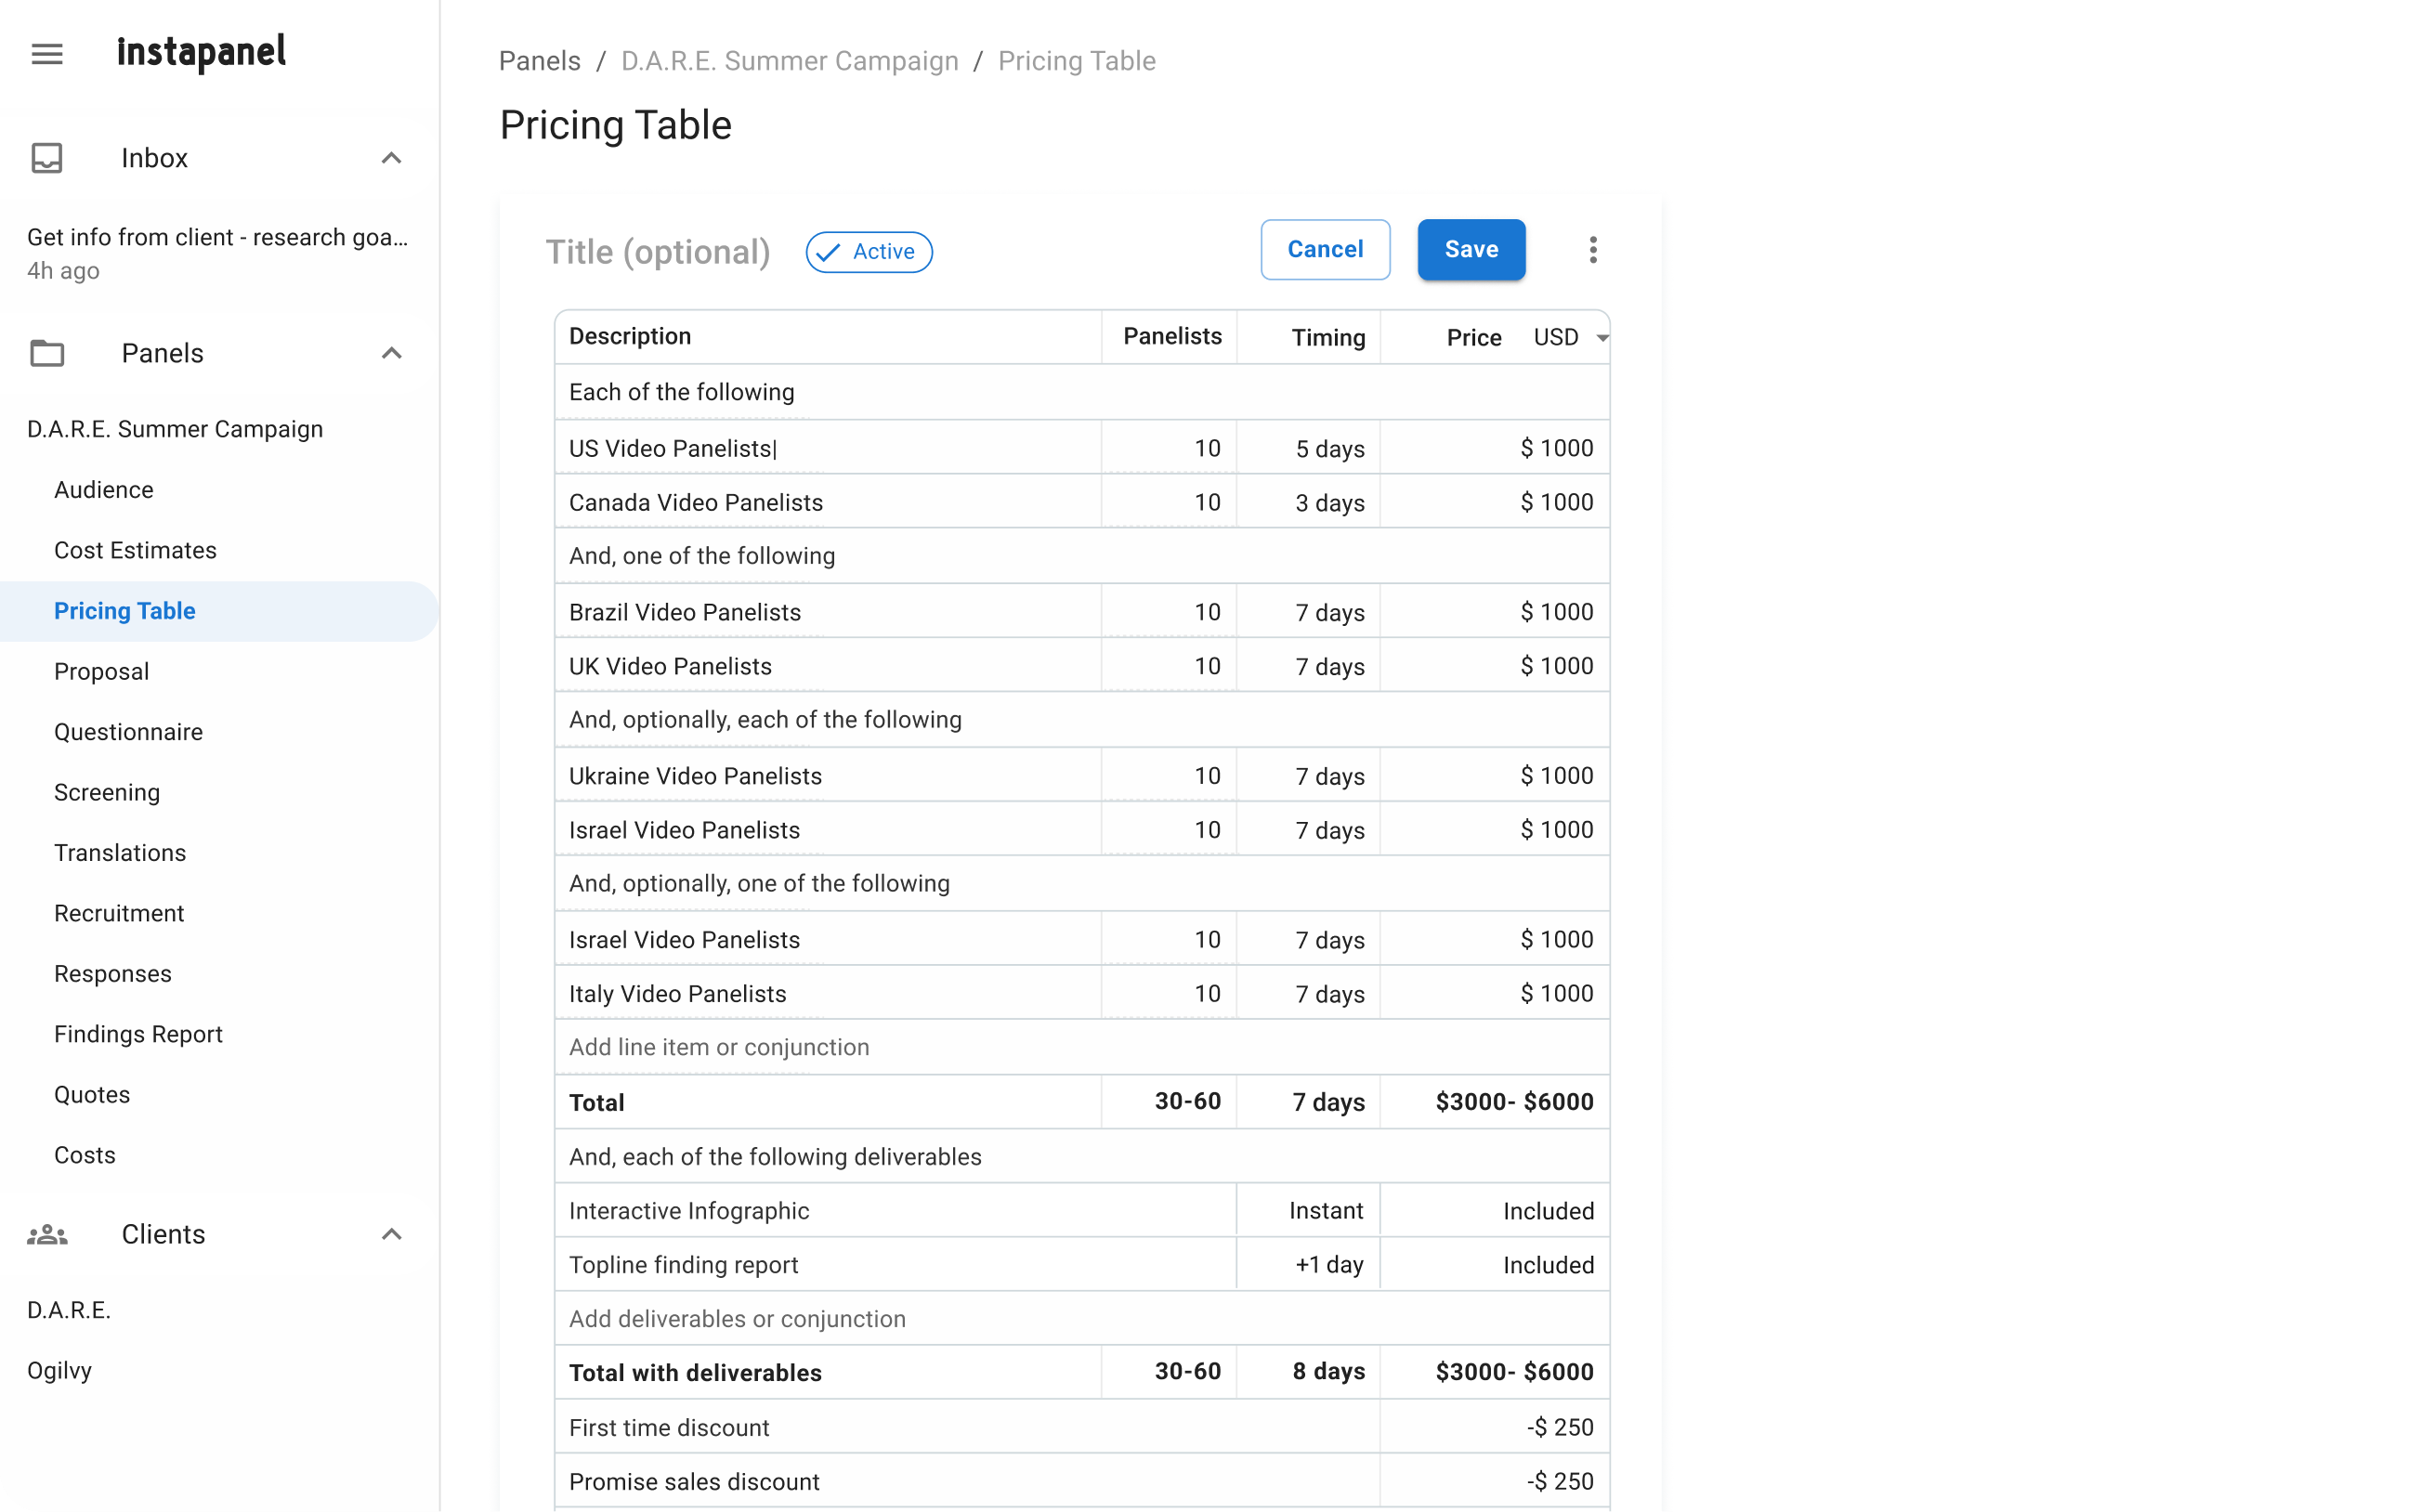 instapanel
Inbox
Get info from client - research goa...
4h ago
Panels
D.A.R.E. Summer Campaign
Audience
Cost Estimates
Pricing Table
Proposal
Questionnaire
Screening
Translations
Recruitment
Responses
Findings Report
Quotes
Costs
Clients
D.A.R.E.
Ogilvy
Panels / D.A.R.E. Summer Campaign / Pricing Table
Pricing Table
Title (optional) Active Cancel Save
Description Panelists Timing Price USD
Each of the following
US Video Panelists 10 5 days $ 1000
Canada Video Panelists 10 3 days $ 1000
And, one of the following
Brazil Video Panelists 10 7 days $ 1000
UK Video Panelists 10 7 days $ 1000
And, optionally, each of the following
Ukraine Video Panelists 10 7 days $ 1000
Israel Video Panelists 10 7 days $ 1000
And, optionally, one of the following
Israel Video Panelists 10 7 days $ 1000
Italy Video Panelists 10 7 days $ 1000
Add line item or conjunction
Total 30-60 7 days $3000- $6000
And, each of the following deliverables
Interactive Infographic Instant Included
Topline finding report +1 day Included
Add deliverables or conjunction
Total with deliverables 30-60 8 days $3000- $6000
First time discount -$ 250
Promise sales discount -$ 250